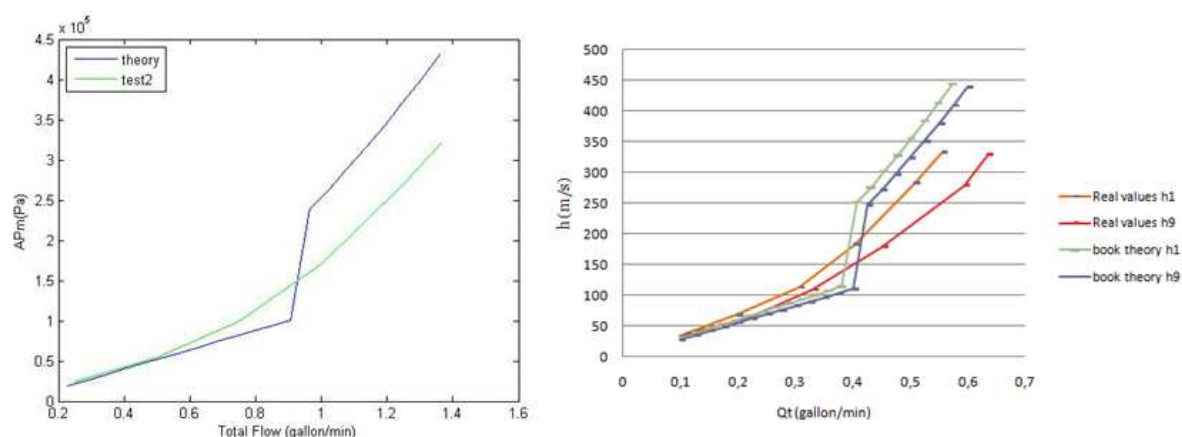 x 10⁵
4.5
4
3.5
3
2.5
2
1.5
1
0.5
0
theory
test2
APm(Pa)
0.2 0.4 0.6 0.8 1 1.2 1.4 1.6
Total Flow (gallon/min)
500
450
400
350
300
250
200
150
100
50
0
h(m/s)
0 0,1 0,2 0,3 0,4 0,5 0,6 0,7
Qt(gallon/min)
Real values h1
Real values h9
book theory h1
book theory h9